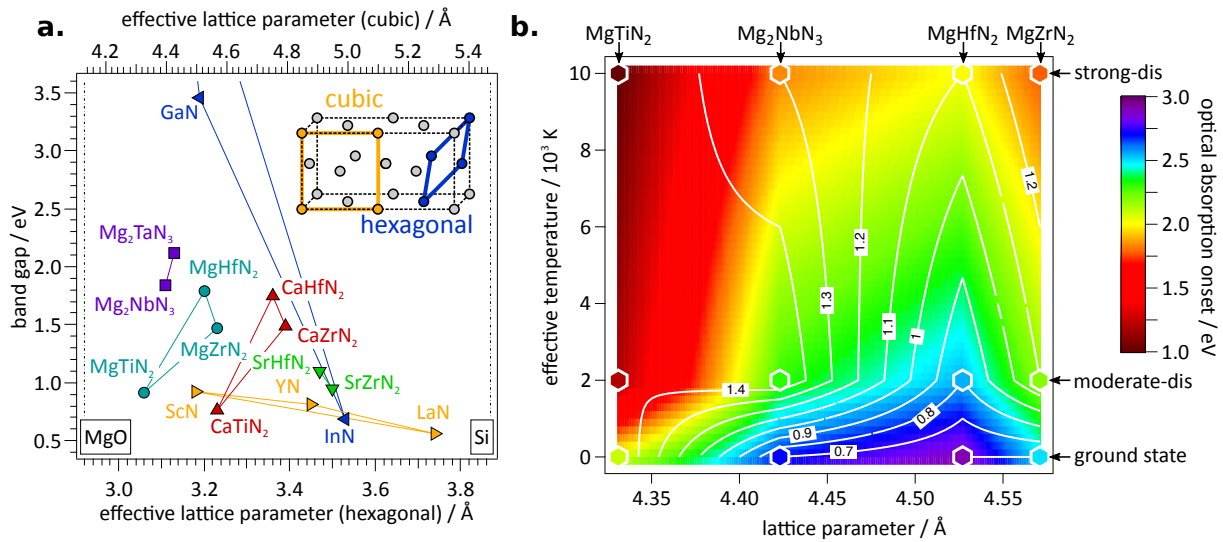 a.
effective lattice parameter (cubic) / Å
4.2 4.4 4.6 4.8 5.0 5.2 5.4
band gap / eV
3.5
3.0
2.5
2.0
1.5
1.0
0.5
GaN
cubic
hexagonal
Mg₂TaN₃
MgHfN₂
Mg₂NbN₃
CaHfN₂
MgZrN₂
CaZrN₂
MgTiN₂
SrHfN₂
SrZrN₂
ScN
YN
LaN
CaTiN₂
InN
MgO
Si
3.0 3.2 3.4 3.6 3.8
effective lattice parameter (hexagonal) / Å
b.
MgTiN₂ Mg₂NbN₃ MgHfN₂ MgZrN₂
effective temperature / 10³ K
10
8
6
4
2
0
1.2
1.2
1.3
1.1
1
1.4
0.9
0.8
0.7
4.35 4.40 4.45 4.50 4.55
lattice parameter / Å
strong-dis
moderate-dis
ground state
3.0
2.5
2.0
1.5
1.0
optical absorption onset / eV